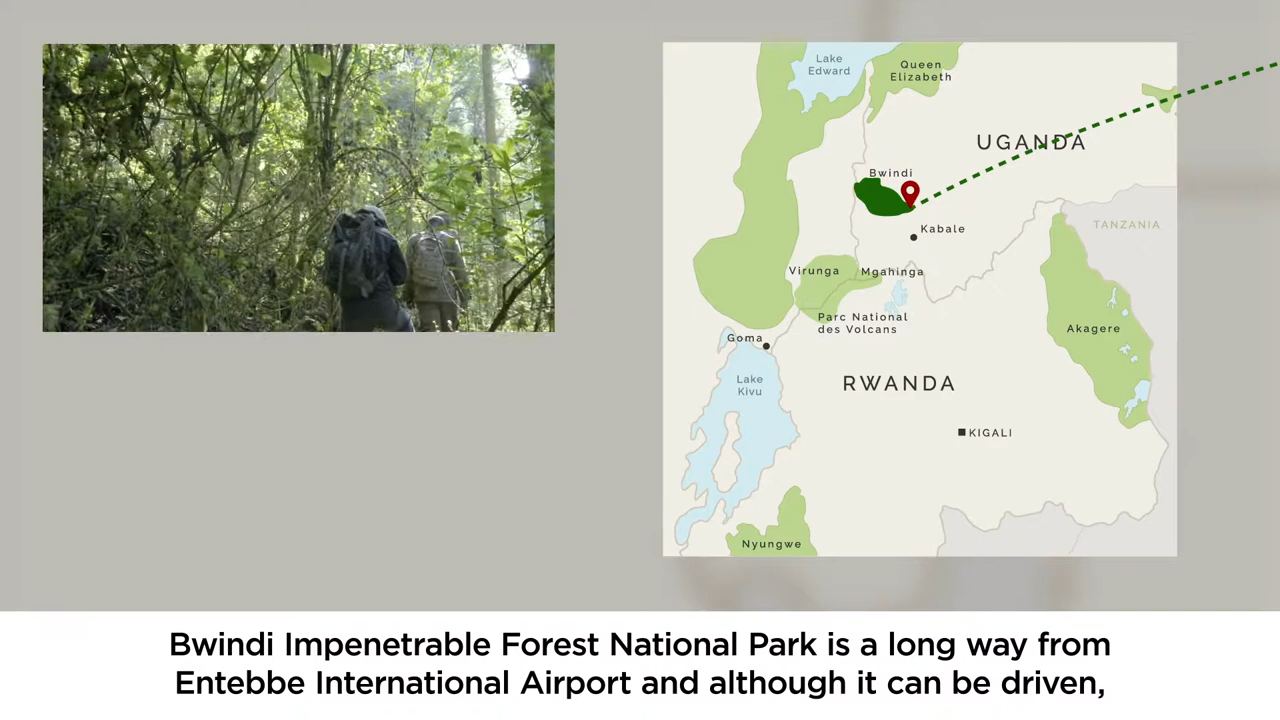 Lake
Edward
Queen
Elizabeth
UGANDA
Bwindi
TANZANIA
Kabale
Virunga
Mgahinga
Parc National
des Volcans
Goma
Akagere
Lake
Kivu
RWANDA
KIGALI
Nyungwe
Bwindi Impenetrable Forest National Park is a long way from
Entebbe International Airport and although it can be driven,